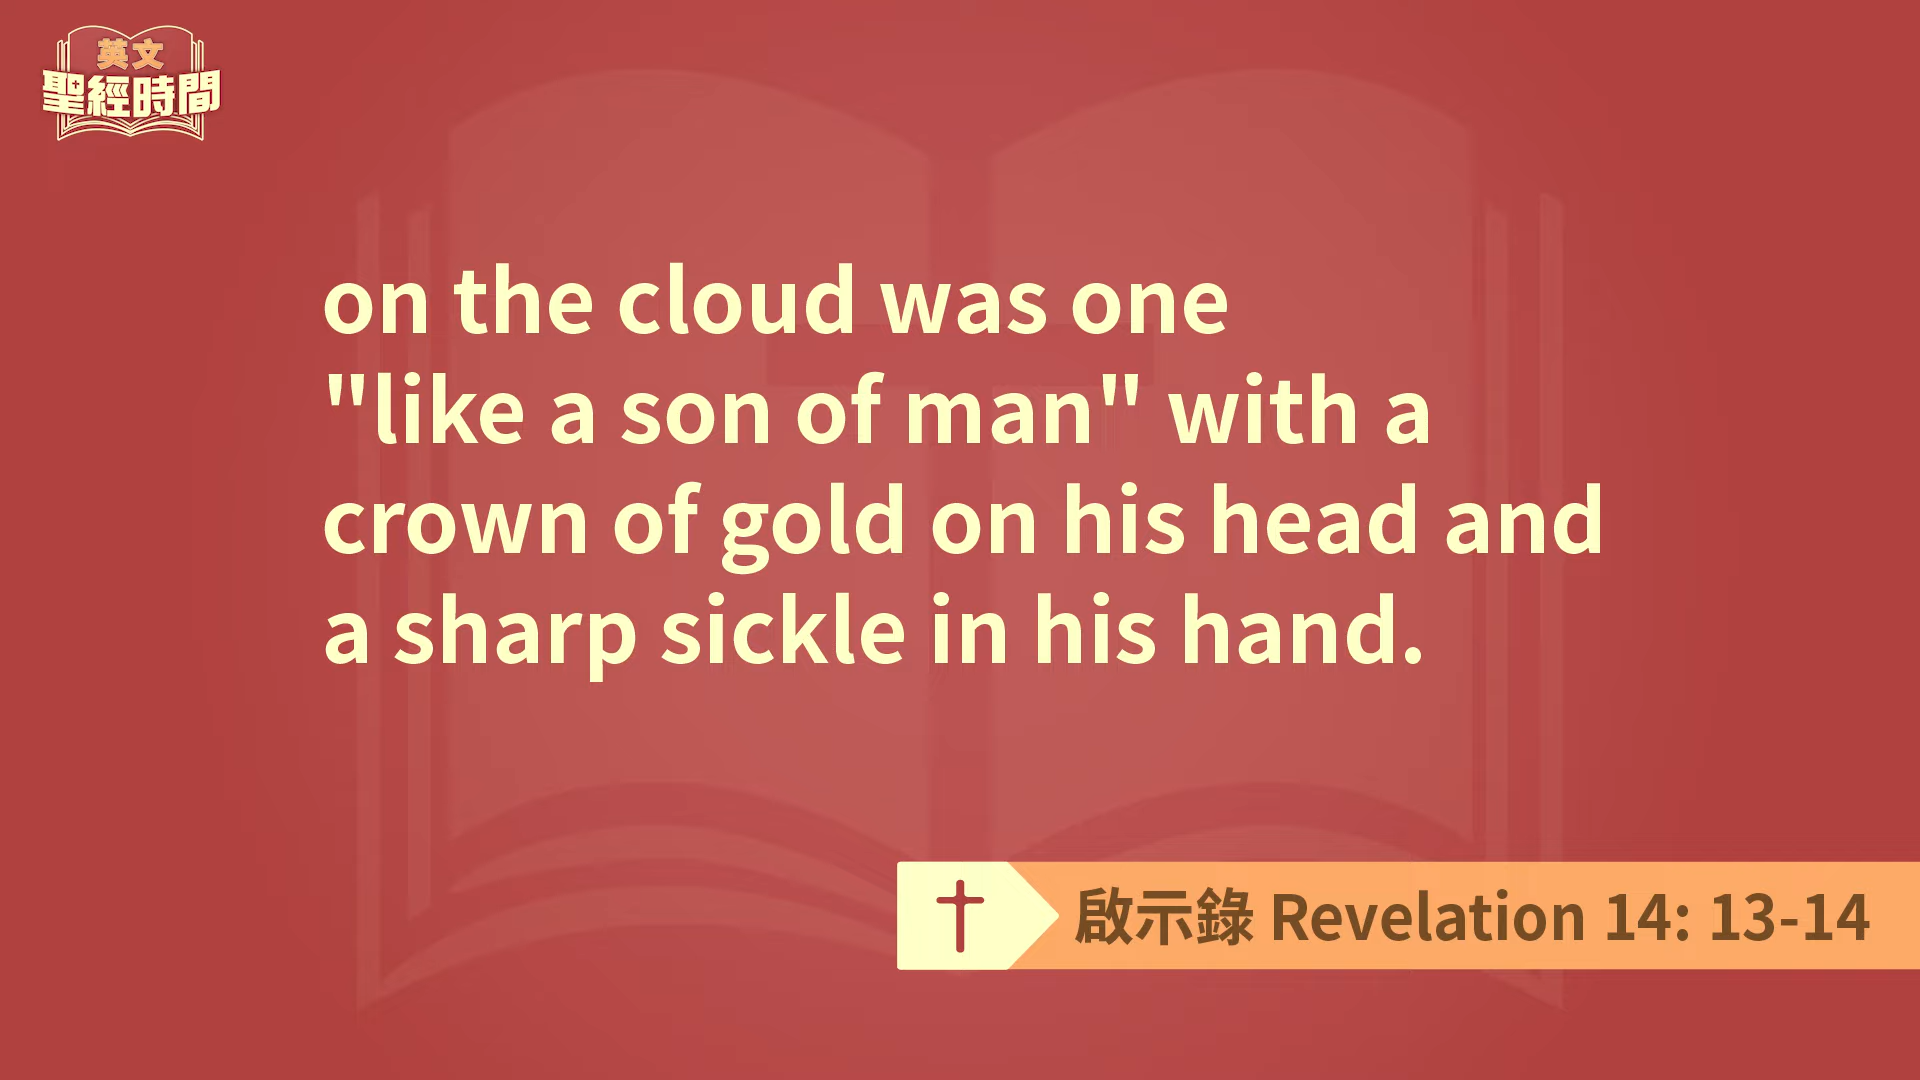 英文
聖經時間
on the cloud was one
"like a son of man" with a
crown of gold on his head and
a sharp sickle in his hand.
啟示錄 Revelation 14: 13-14